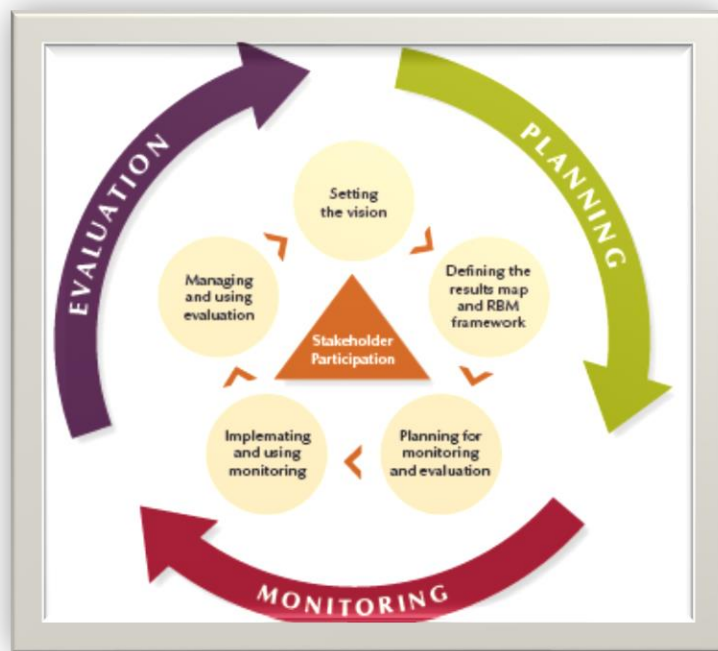 EVALUATION
PLANNING
Setting
the vision
Defining the
results map
and RBM
framework
Managing
and using
evaluation
Stakeholder
Participation
Planning for
monitoring
and evaluation
Implemating
and using
monitoring
MONITORING